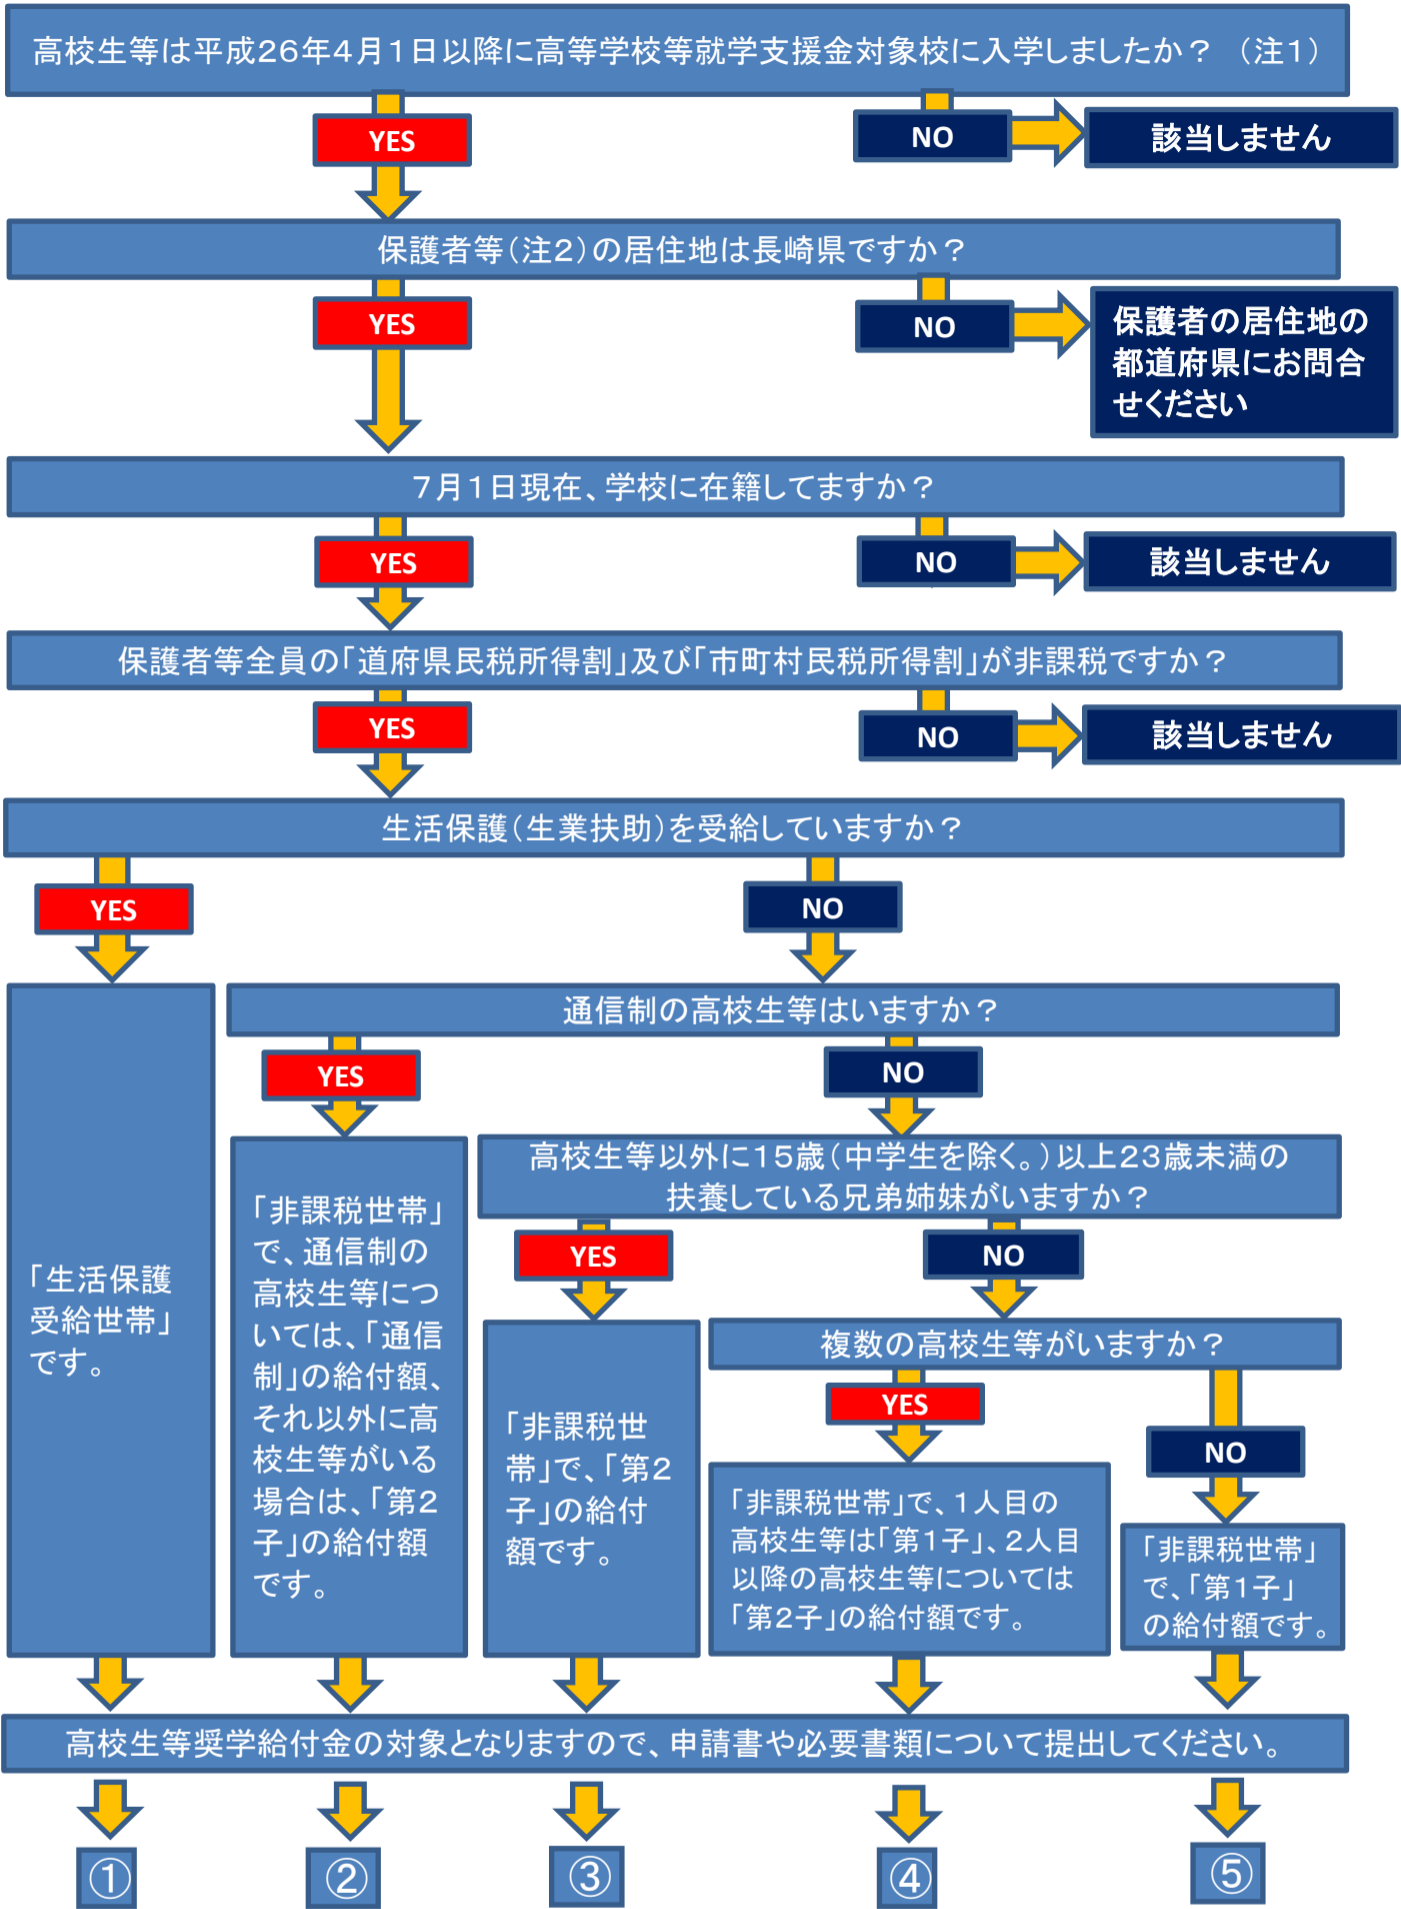 高校生等は平成26年4月1日以降に高等学校等就学支援金対象校に入学しましたか？（注1）
YES
NO
該当しません
保護者等（注2）の居住地は長崎県ですか？
YES
NO
保護者の居住地の
都道府県にお問合
せください
7月1日現在、学校に在籍してますか？
YES
NO
該当しません
保護者等全員の「道府県民税所得割」及び「市町村民税所得割」が非課税ですか？
YES
NO
該当しません
生活保護（生業扶助）を受給していますか？
YES
NO
通信制の高校生等はいますか？
YES
NO
高校生等以外に15歳（中学生を除く。）以上23歳未満の
扶養している兄弟姉妹がいますか？
YES
NO
複数の高校生等がいますか？
YES
NO
「生活保護
受給世帯」
です。
「非課税世帯」
で、通信制の
高校生等につ
いては、「通信
制」の給付額、
それ以外に高
校生等がいる
場合は、「第2
子」の給付額
です。
「非課税世
帯」で、「第2
子」の給付
額です。
「非課税世帯」で、1人目の
高校生等は「第1子」、2人目
以降の高校生等については
「第2子」の給付額です。
「非課税世帯」
で、「第1子」
の給付額です。
高校生等奨学給付金の対象となりますので、申請書や必要書類について提出してください。
①
②
③
④
⑤